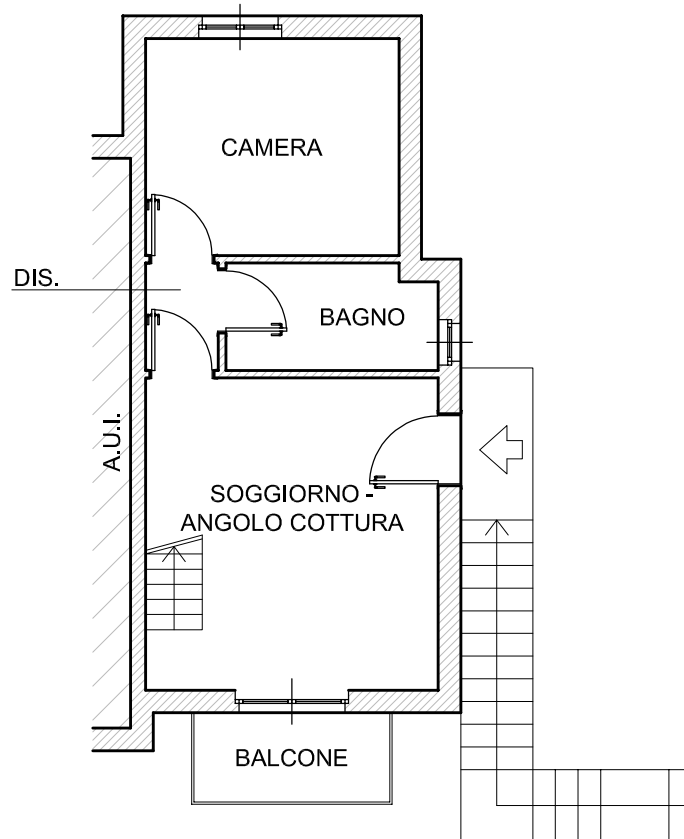 CAMERA
DIS.
BAGNO
A.U.I.
SOGGIORNO -
ANGOLO COTTURA
BALCONE